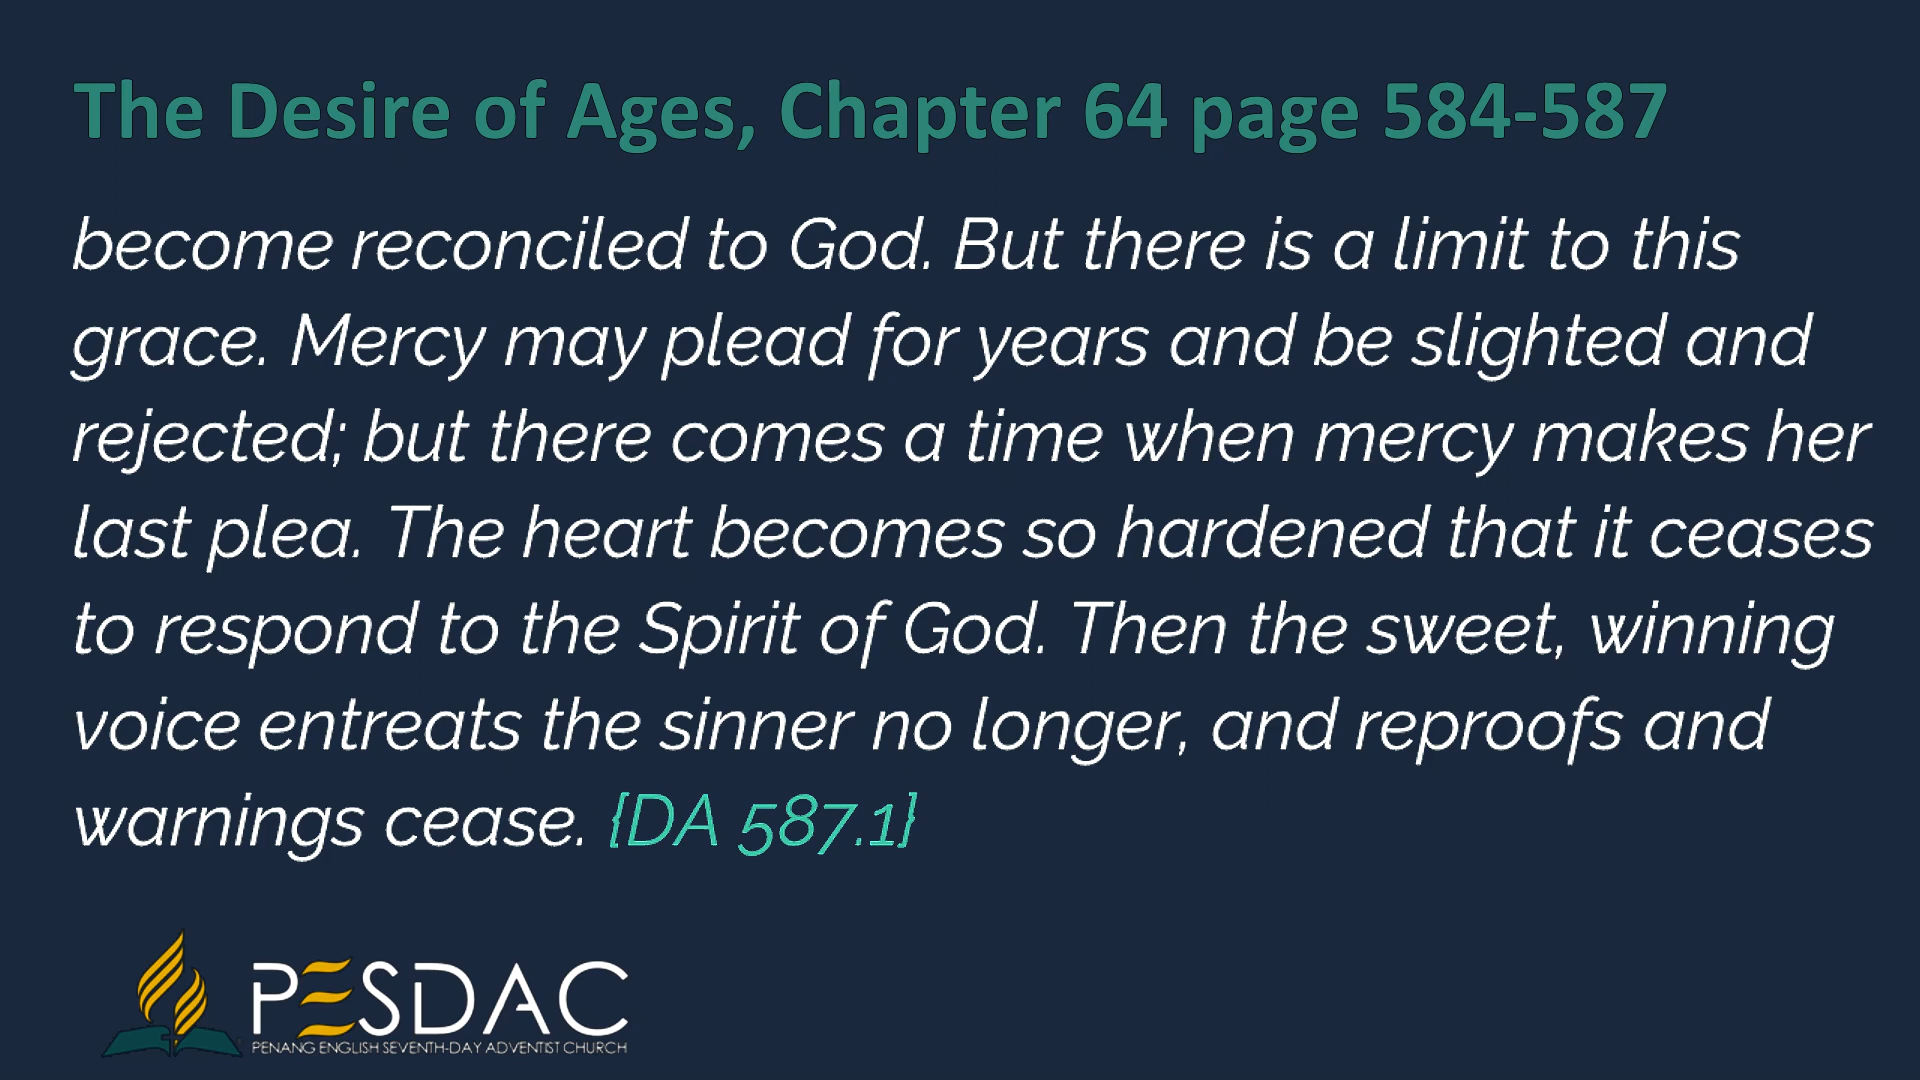 The Desire of Ages, Chapter 64 page 584-587
become reconciled to God. But there is a limit to this
grace. Mercy may plead for years and be slighted and
rejected; but there comes a time when mercy makes her
last plea. The heart becomes so hardened that it ceases
to respond to the Spirit of God. Then the sweet, winning
voice entreats the sinner no longer, and reproofs and
warnings cease. {DA 587.1}
PESDAC
PENANG ENGLISH SEVENTH-DAY ADVENTIST CHURCH